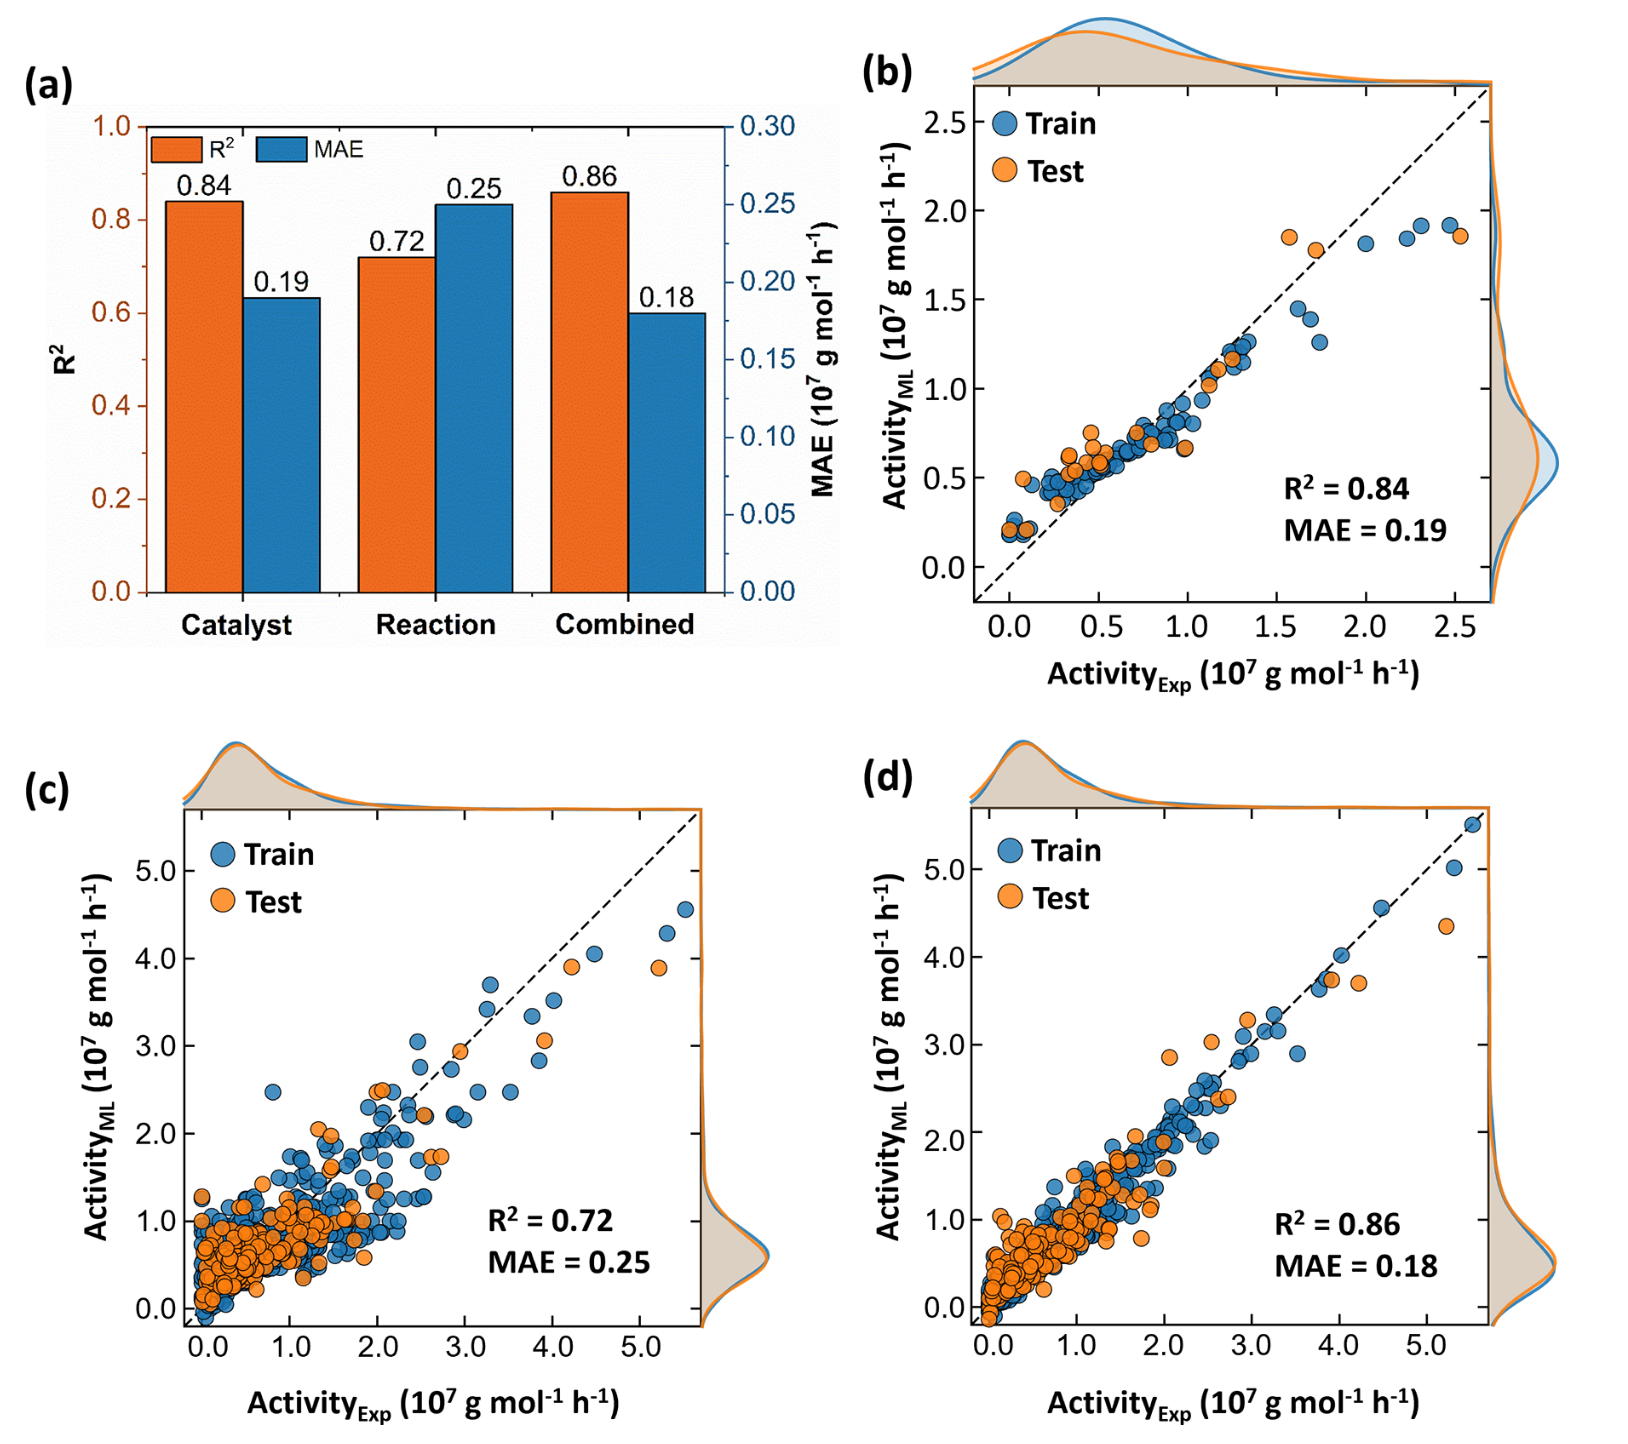 (a)
R² MAE
1.0
0.8
0.6
0.4
0.2
0.0
R²
0.84
0.19
0.72
0.25
0.86
0.18
0.30
0.25
0.20
0.15
0.10
0.05
0.00
MAE (10⁷ g mol⁻¹ h⁻¹)
Catalyst Reaction Combined
(b)
Train
Test
2.5
2.0
1.5
1.0
0.5
0.0
Activity_ML (10⁷ g mol⁻¹ h⁻¹)
R² = 0.84
MAE = 0.19
0.0 0.5 1.0 1.5 2.0 2.5
Activity_Exp (10⁷ g mol⁻¹ h⁻¹)
(c)
Train
Test
5.0
4.0
3.0
2.0
1.0
0.0
Activity_ML (10⁷ g mol⁻¹ h⁻¹)
R² = 0.72
MAE = 0.25
0.0 1.0 2.0 3.0 4.0 5.0
Activity_Exp (10⁷ g mol⁻¹ h⁻¹)
(d)
Train
Test
5.0
4.0
3.0
2.0
1.0
0.0
Activity_ML (10⁷ g mol⁻¹ h⁻¹)
R² = 0.86
MAE = 0.18
0.0 1.0 2.0 3.0 4.0 5.0
Activity_Exp (10⁷ g mol⁻¹ h⁻¹)